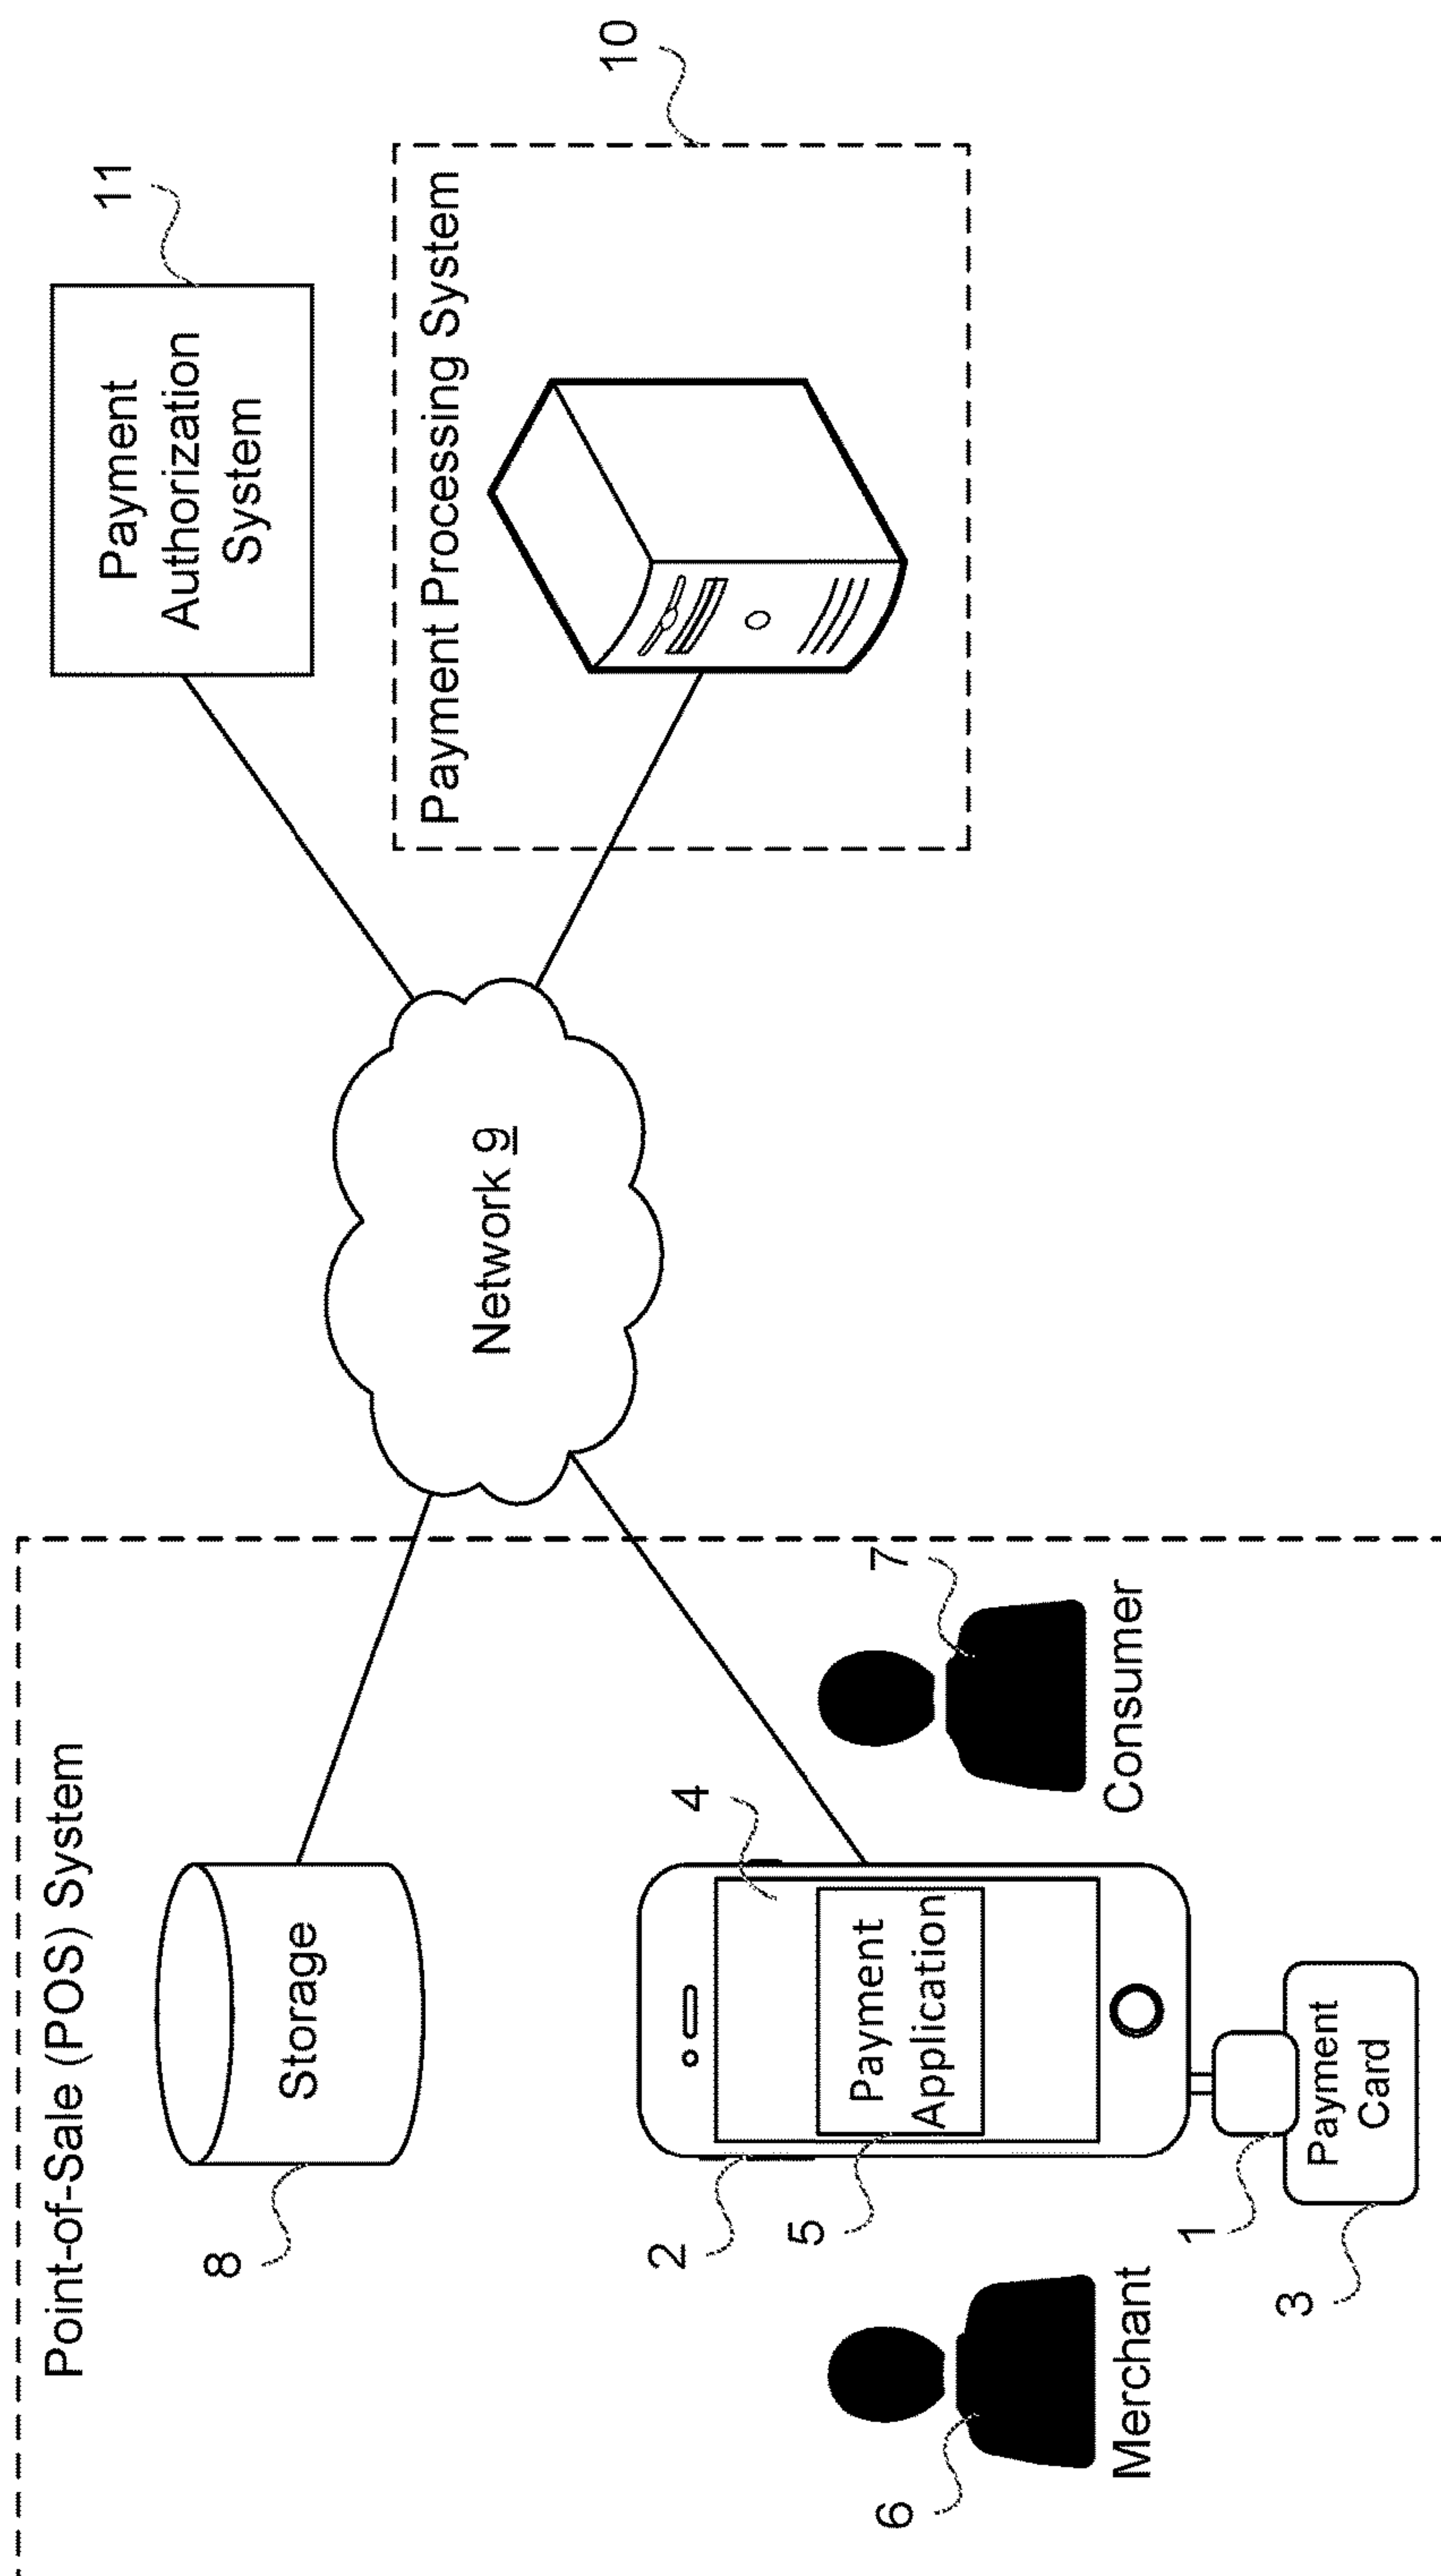 Point-of-Sale (POS) System
8
Storage
2
4
5
Payment
Application
6
Merchant
7
Consumer
1
3
Payment
Card
Network 9
11
Payment
Authorization
System
10
Payment Processing System